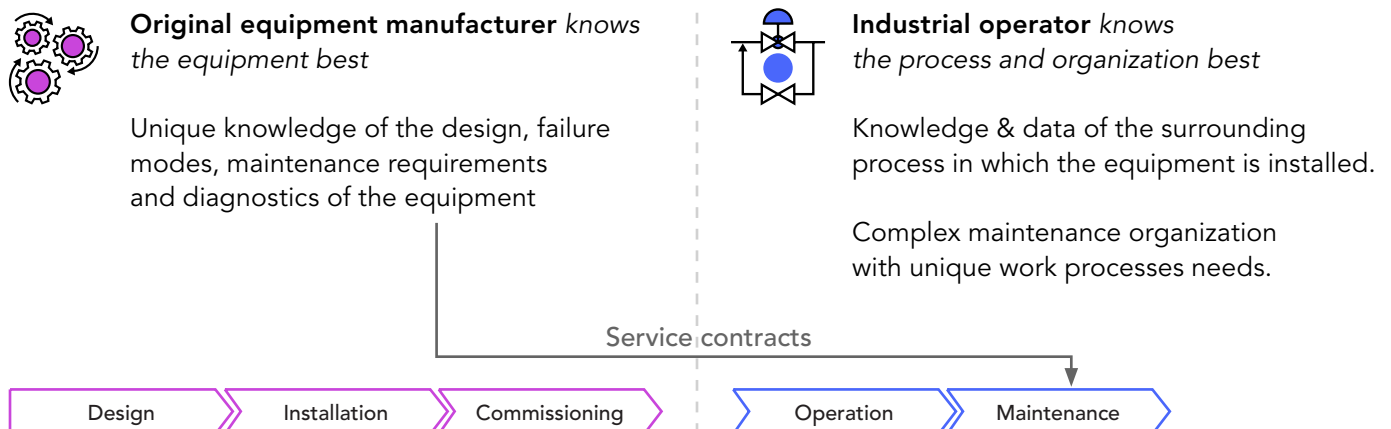 Original equipment manufacturer knows
the equipment best
Unique knowledge of the design, failure
modes, maintenance requirements
and diagnostics of the equipment
Industrial operator knows
the process and organization best
Knowledge & data of the surrounding
process in which the equipment is installed.
Complex maintenance organization
with unique work processes needs.
Service contracts
Design
Installation
Commissioning
Operation
Maintenance